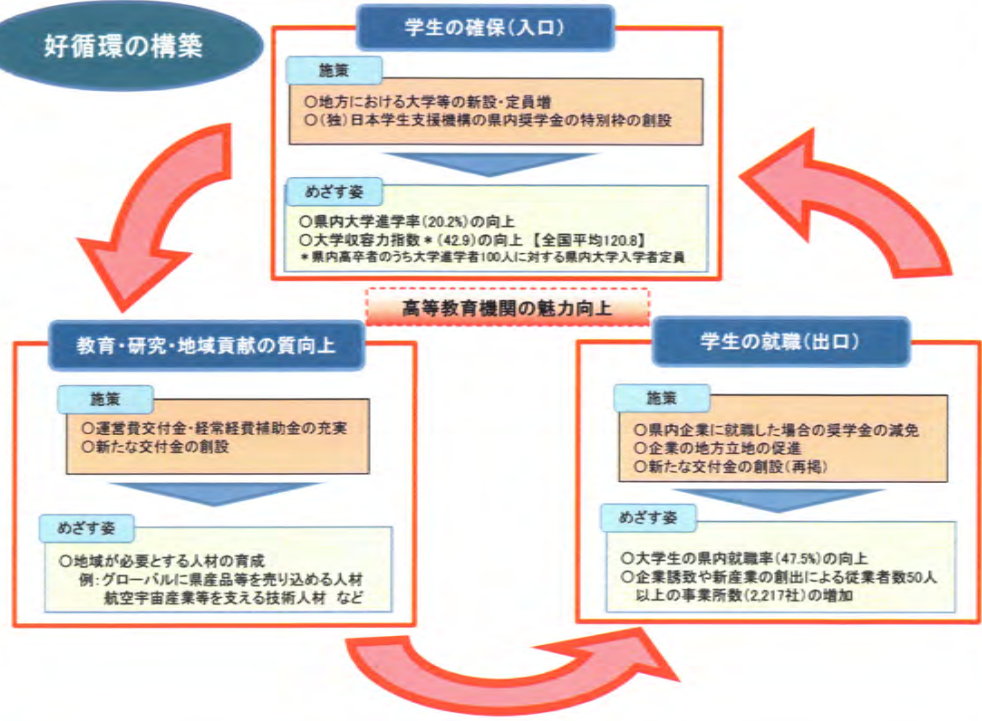 好循環の構築
学生の確保(入口)
施策
○地方における大学等の新設・定員増
○(独)日本学生支援機構の県内奨学金の特別枠の創設
めざす姿
○県内大学進学率(20.2%)の向上
○大学収容力指数*(42.9)の向上 【全国平均120.8】
*県内高卒者のうち大学進学者100人に対する県内大学入学者定員
高等教育機関の魅力向上
教育・研究・地域貢献の質向上
施策
○運営費交付金・経常経費補助金の充実
○新たな交付金の創設
めざす姿
○地域が必要とする人材の育成
例:グローバルに県産品等を売り込める人材
航空宇宙産業等を支える技術人材 など
学生の就職(出口)
施策
○県内企業に就職した場合の奨学金の減免
○企業の地方立地の促進
○新たな交付金の創設(再掲)
めざす姿
○大学生の県内就職率(47.5%)の向上
○企業誘致や新産業の創出による従業者数50人
以上の事業所数(2,217社)の増加